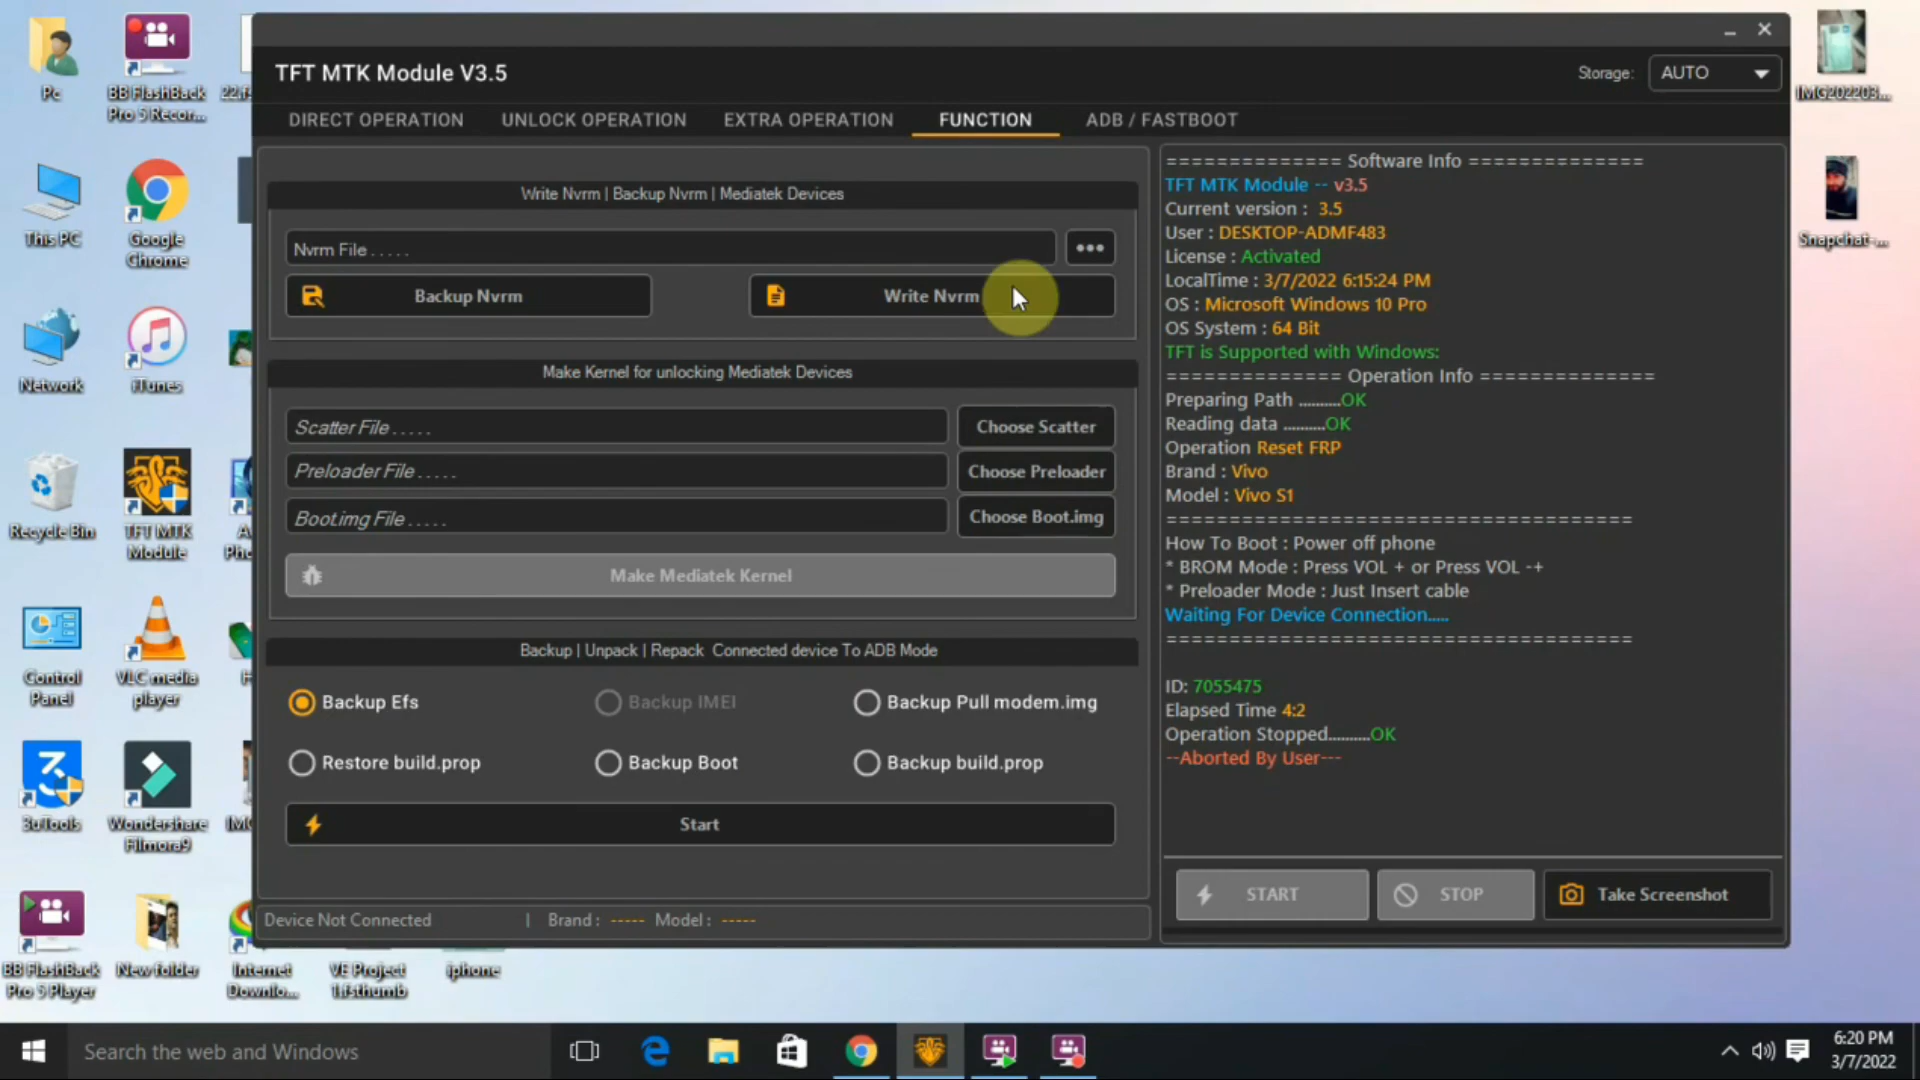 TFT MTK Module V3.5
Storage: AUTO
DIRECT OPERATION UNLOCK OPERATION EXTRA OPERATION FUNCTION ADB / FASTBOOT
Write Nvrm | Backup Nvrm | Mediatek Devices
Nvrm File . . . . .
•••
Backup Nvrm
Write Nvrm
Make Kernel for unlocking Mediatek Devices
Scatter File . . . . .
Choose Scatter
Preloader File . . . . .
Choose Preloader
Boot.img File . . . . .
Choose Boot.img
Make Mediatek Kernel
Backup | Unpack | Repack Connected device To ADB Mode
Backup Efs
Backup IMEI
Backup Pull modem.img
Restore build.prop
Backup Boot
Backup build.prop
Start
Device Not Connected | Brand : ----- Model : -----
============== Software Info ==============
TFT MTK Module -- v3.5
Current version : 3.5
User : DESKTOP-ADMF483
License : Activated
LocalTime : 3/7/2022 6:15:24 PM
OS : Microsoft Windows 10 Pro
OS System : 64 Bit
TFT is Supported with Windows:
============== Operation Info ==============
Preparing Path ..........OK
Reading data ..........OK
Operation Reset FRP
Brand : Vivo
Model : Vivo S1
=====================================
How To Boot : Power off phone
* BROM Mode : Press VOL + or Press VOL -+
* Preloader Mode : Just Insert cable
Waiting For Device Connection.....
=====================================
ID: 7055475
Elapsed Time 4:2
Operation Stopped..........OK
--Aborted By User---
START
STOP
Take Screenshot
Pc
BB FlashBack
Pro 5 Recor...
This PC
Google
Chrome
Network
iTunes
Recycle Bin
TFT MTK
Module
Control
Panel
VLC media
player
3uTools
Wondershare
Filmora9
BB FlashBack
Pro 5 Player
New folder
Internet
Downlo...
VE Project
1.fsthumb
iphone
IMG202203...
Snapchat-...
Search the web and Windows
6:20 PM
3/7/2022